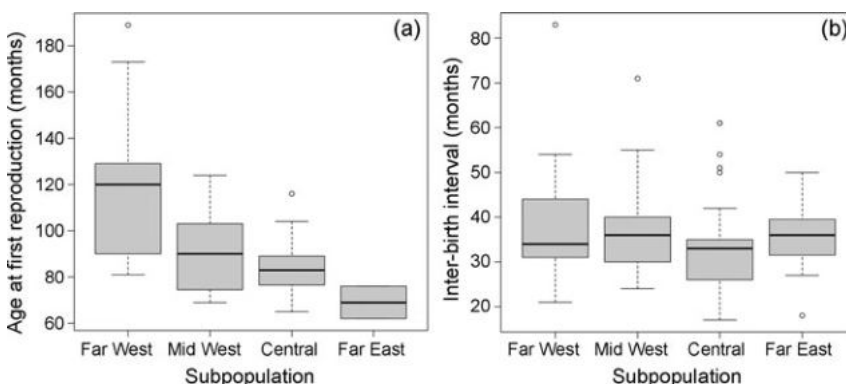 (a)
Age at first reproduction (months)
180
160
140
120
100
80
60
Far West Mid West Central Far East
Subpopulation
(b)
Inter-birth interval (months)
80
70
60
50
40
30
20
Far West Mid West Central Far East
Subpopulation